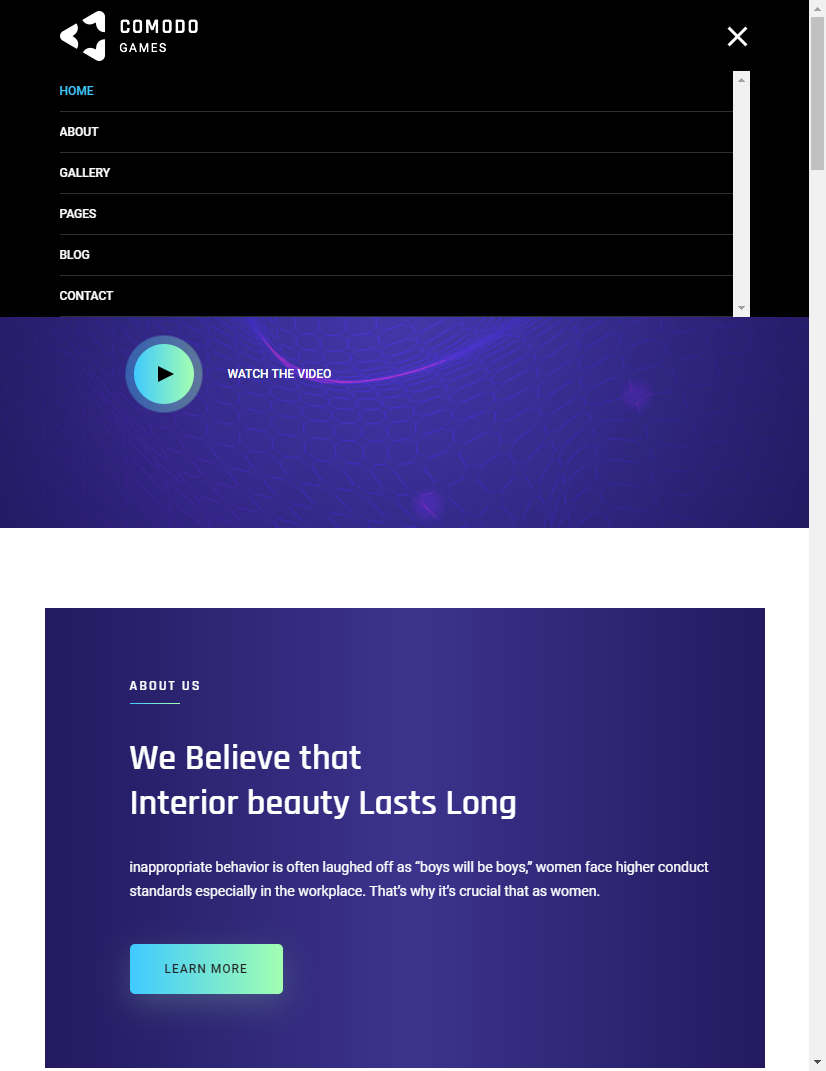 COMODO
GAMES
HOME
ABOUT
GALLERY
PAGES
BLOG
CONTACT
WATCH THE VIDEO
ABOUT US
We Believe that
Interior beauty Lasts Long
inappropriate behavior is often laughed off as “boys will be boys,” women face higher conduct
standards especially in the workplace. That’s why it’s crucial that as women.
LEARN MORE